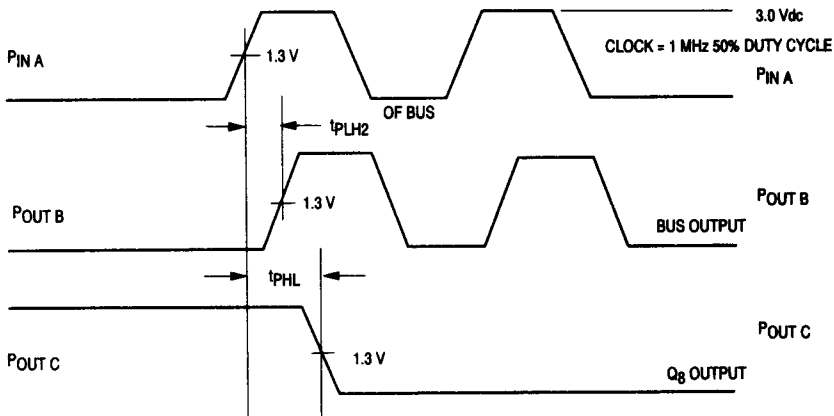 3.0 Vdc
CLOCK = 1 MHz 50% DUTY CYCLE
PIN A
1.3 V
PIN A
OF BUS
tPLH2
POUT B
1.3 V
POUT B
BUS OUTPUT
tPHL
POUT C
1.3 V
POUT C
Q8 OUTPUT